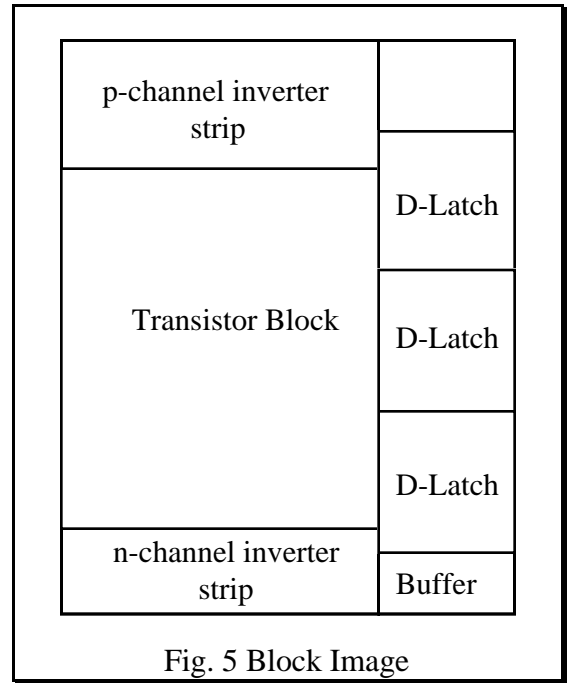 p-channel inverter
strip
D-Latch
Transistor Block
D-Latch
D-Latch
n-channel inverter
strip
Buffer
Fig. 5 Block Image